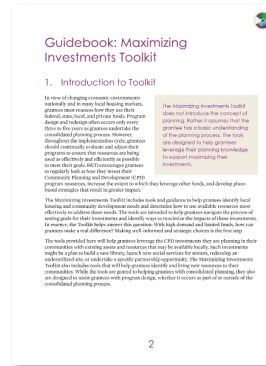 Guidebook: Maximizing
Investments Toolkit
1. Introduction to Toolkit
In view of changing economic environments
nationally and in many local housing markets,
grantees must reassess how they use their
federal, state, local, and private funds. Program
design and redesign often occurs only every
three to five years as grantees undertake the
consolidated planning process. However,
throughout the implementation cycle, grantees
should continually evaluate and adjust their
programs to ensure that resources are being
used as effectively and efficiently as possible
to meet their goals. HUD encourages grantees
to regularly look at how they invest their
Community Planning and Development (CPD)
program resources, increase the extent to which they leverage other funds, and develop place-
based strategies that result in greater impact.
The Maximizing Investments Toolkit
does not introduce the concept of
planning. Rather it assumes that the
grantee has a basic understanding
of the planning process. The tools
are designed to help grantees
leverage their planning knowledge
to support maximizing their
investments.
The Maximizing Investments Toolkit includes tools and guidance to help grantees identify local
housing and community development needs and determine how to use available resources most
effectively to address those needs. The tools are intended to help grantees navigate the process of
setting goals for their investments and identify ways to maximize the impacts of these investments.
In essence, the Toolkit helps answer this question: With high demand and limited funds, how can
grantees make a real difference? Making well-informed and strategic choices is the first step.
The tools provided here will help grantees leverage the CPD investments they are planning in their
communities with existing assets and resources that may be available locally. Such investments
might be a plan to build a new library, launch new social services for seniors, redevelop an
underutilized site, or undertake a specific partnership opportunity. The Maximizing Investments
Toolkit also includes tools that will help grantees identify and bring new resources to their
communities. While the tools are geared to helping grantees with consolidated planning, they also
are designed to assist grantees with program design, whether it occurs as part of or outside of the
consolidated planning process.
2